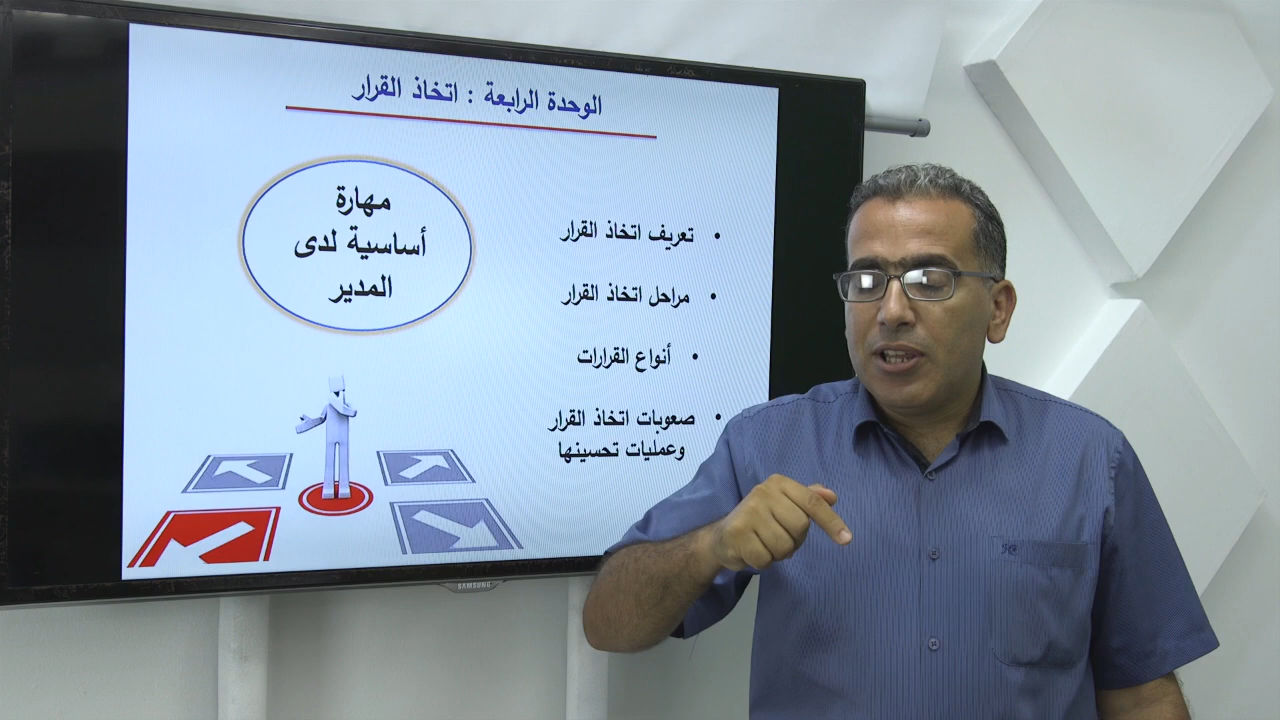 الوحدة الرابعة : اتخاذ القرار
مهارة
أساسية لدى
المدير
• تعريف اتخاذ القرار
• مراحل اتخاذ القرار
• أنواع القرارات
• صعوبات اتخاذ القرار
وعمليات تحسينها
SAMSUNG